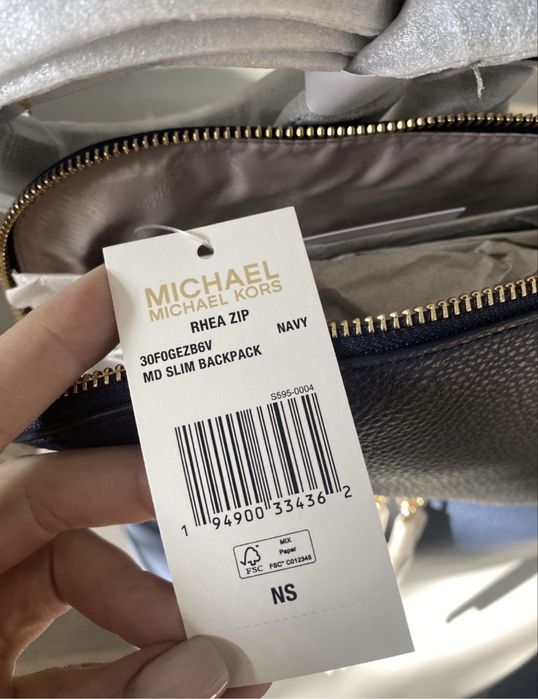 MICHAEL
MICHAEL KORS
RHEA ZIP
NAVY
30F0GEZB6V
MD SLIM BACKPACK
S595-0004
1 94900 33436 2
FSC
MIX
Paper
FSC® C012345
NS